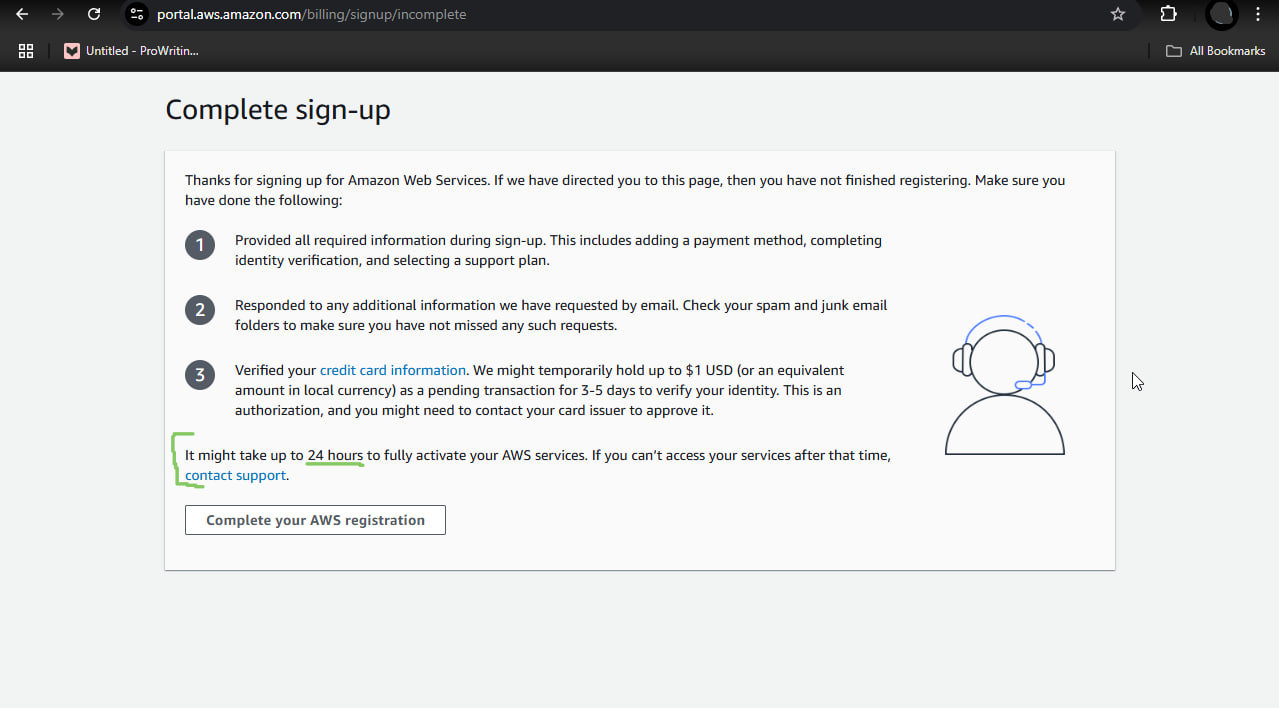 portal.aws.amazon.com/billing/signup/incomplete
Untitled - ProWritin...
All Bookmarks
Complete sign-up
Thanks for signing up for Amazon Web Services. If we have directed you to this page, then you have not finished registering. Make sure you
have done the following:
1
Provided all required information during sign-up. This includes adding a payment method, completing
identity verification, and selecting a support plan.
2
Responded to any additional information we have requested by email. Check your spam and junk email
folders to make sure you have not missed any such requests.
3
Verified your credit card information. We might temporarily hold up to $1 USD (or an equivalent
amount in local currency) as a pending transaction for 3-5 days to verify your identity. This is an
authorization, and you might need to contact your card issuer to approve it.
It might take up to 24 hours to fully activate your AWS services. If you can’t access your services after that time,
contact support.
Complete your AWS registration